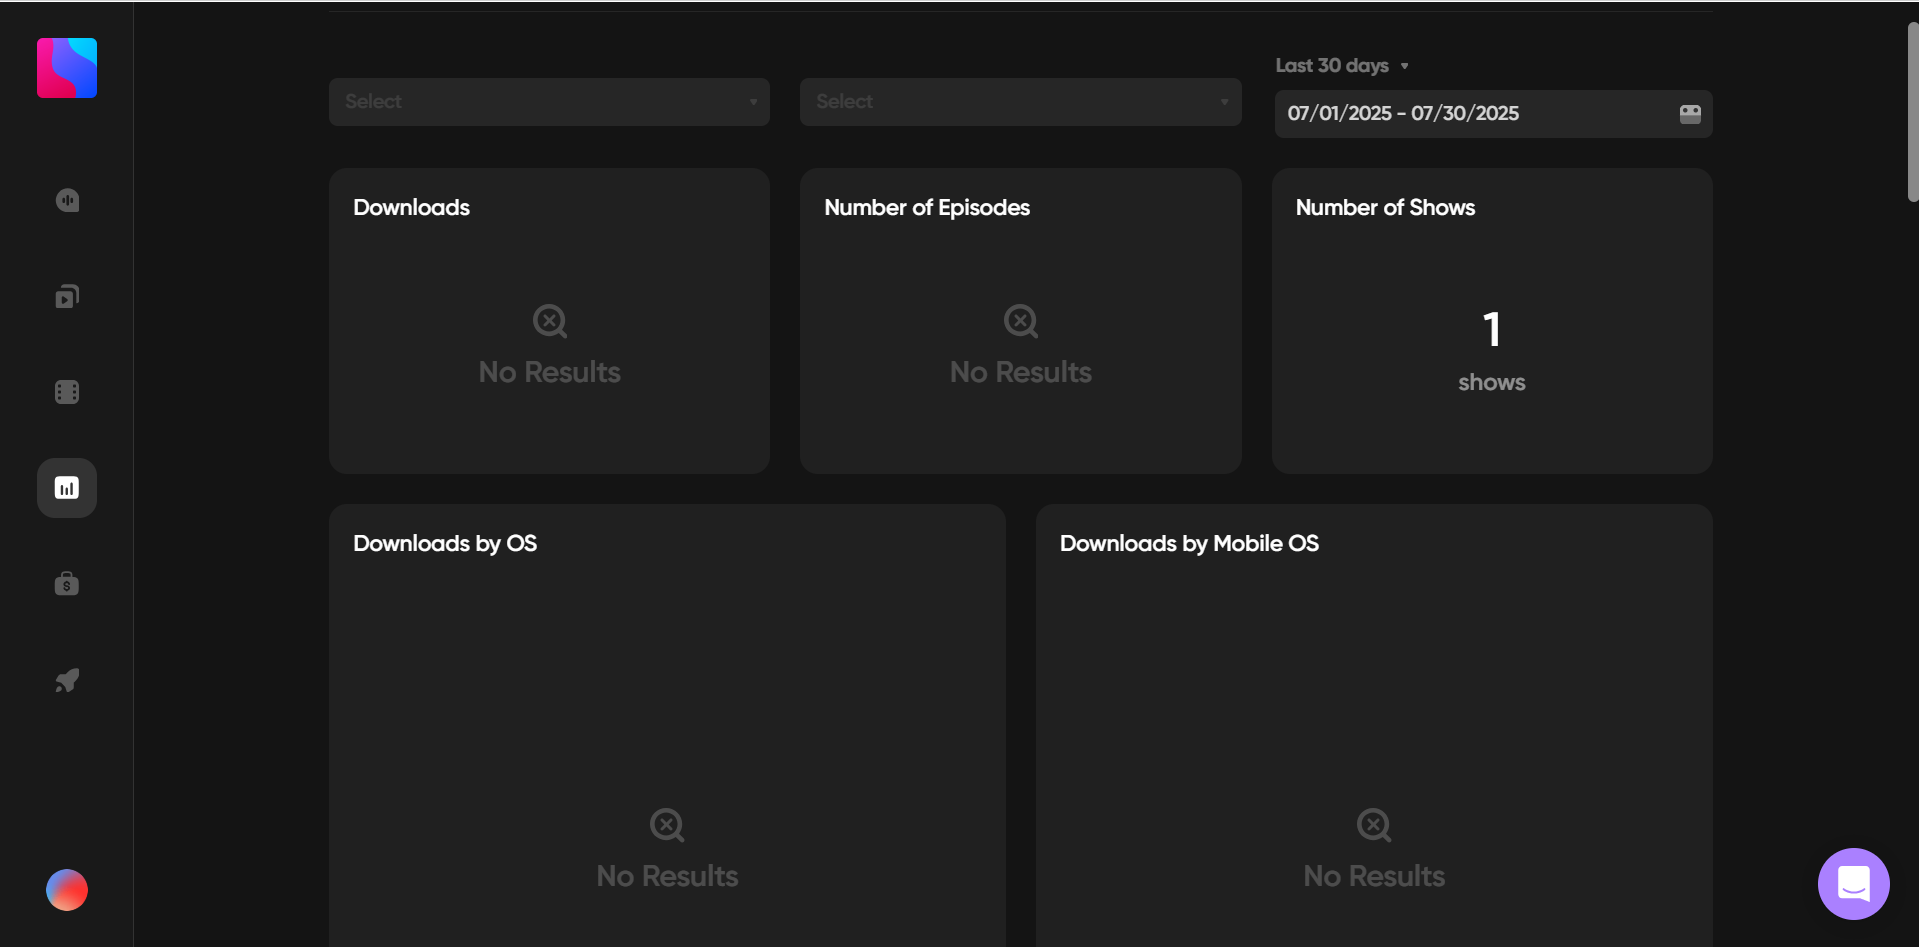 Last 30 days
Select
Select
07/01/2025 - 07/30/2025
Downloads
No Results
Number of Episodes
No Results
Number of Shows
1
shows
Downloads by OS
No Results
Downloads by Mobile OS
No Results